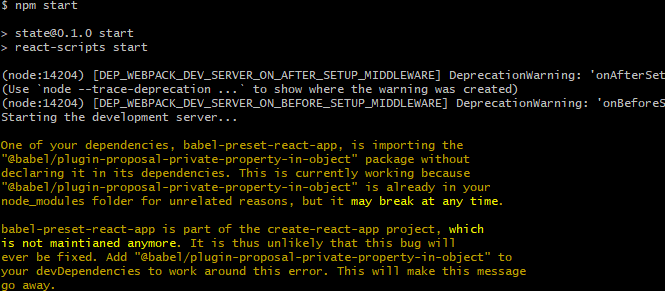 $ npm start
> state@0.1.0 start
> react-scripts start
(node:14204) [DEP_WEBPACK_DEV_SERVER_ON_AFTER_SETUP_MIDDLEWARE] DeprecationWarning: 'onAfterSet
(Use `node --trace-deprecation ...` to show where the warning was created)
(node:14204) [DEP_WEBPACK_DEV_SERVER_ON_BEFORE_SETUP_MIDDLEWARE] DeprecationWarning: 'onBeforeS
Starting the development server...
One of your dependencies, babel-preset-react-app, is importing the
"@babel/plugin-proposal-private-property-in-object" package without
declaring it in its dependencies. This is currently working because
"@babel/plugin-proposal-private-property-in-object" is already in your
node_modules folder for unrelated reasons, but it may break at any time.
babel-preset-react-app is part of the create-react-app project, which
is not maintianed anymore. It is thus unlikely that this bug will
ever be fixed. Add "@babel/plugin-proposal-private-property-in-object" to
your devDependencies to work around this error. This will make this message
go away.